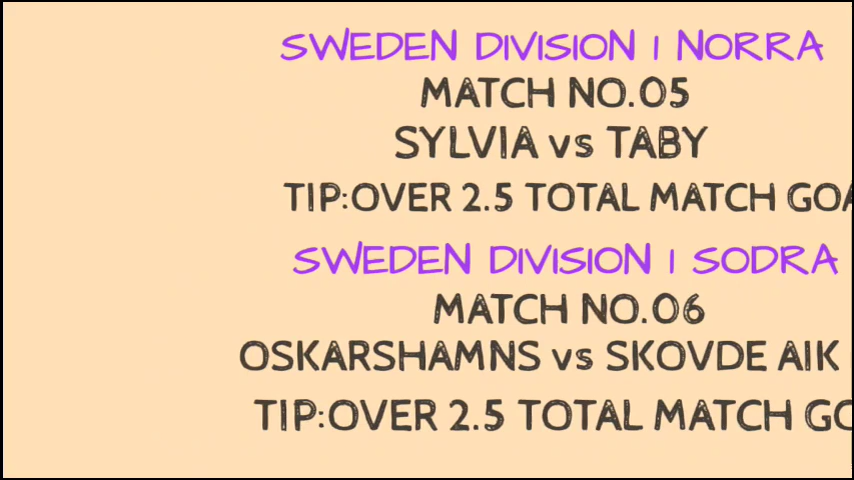 SWEDEN DIVISION 1 NORRA
MATCH NO.05
SYLVIA vs TABY
TIP:OVER 2.5 TOTAL MATCH
SWEDEN DIVISION 1 SODRA
MATCH NO.06
OSKARSHAMNS vs SKOVDE AIK
TIP:OVER 2.5 TOTAL MATCH